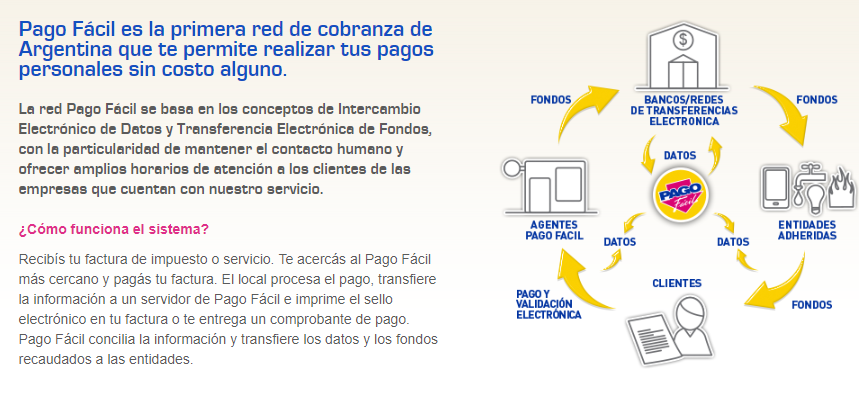 Pago Fácil es la primera red de cobranza de
Argentina que te permite realizar tus pagos
personales sin costo alguno.
La red Pago Fácil se basa en los conceptos de Intercambio
Electrónico de Datos y Transferencia Electrónica de Fondos,
con la particularidad de mantener el contacto humano y
ofrecer amplios horarios de atención a los clientes de las
empresas que cuentan con nuestro servicio.
¿Cómo funciona el sistema?
Recibís tu factura de impuesto o servicio. Te acercás al Pago Fácil
más cercano y pagás tu factura. El local procesa el pago, transfiere
la información a un servidor de Pago Fácil e imprime el sello
electrónico en tu factura o te entrega un comprobante de pago.
Pago Fácil concilia la información y transfiere los datos y los fondos
recaudados a las entidades.
$
FONDOS
BANCOS/REDES
DE TRANSFERENCIAS
ELECTRONICA
FONDOS
DATOS
PAGO
fácil
AGENTES
PAGO FACIL
ENTIDADES
ADHERIDAS
DATOS
DATOS
CLIENTES
PAGO Y
VALIDACIÓN
ELECTRÓNICA
FONDOS